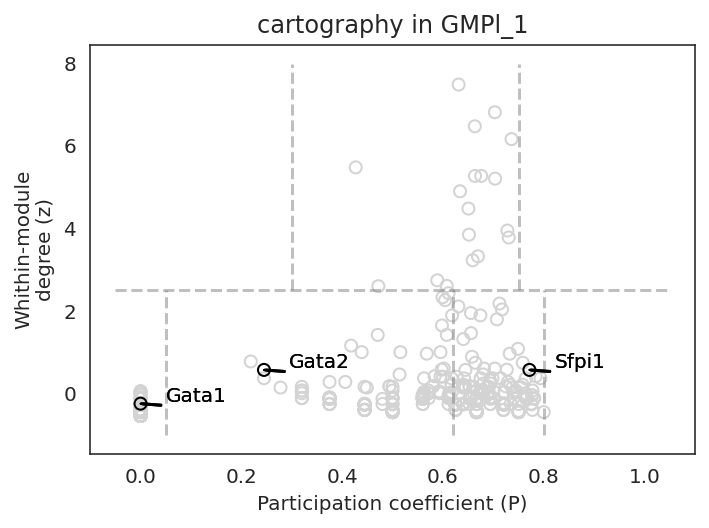 cartography in GMPl_1
8
6
4
2
0
Whithin-module
degree (z)
Gata1
Gata2
Sfpi1
0.0 0.2 0.4 0.6 0.8 1.0
Participation coefficient (P)